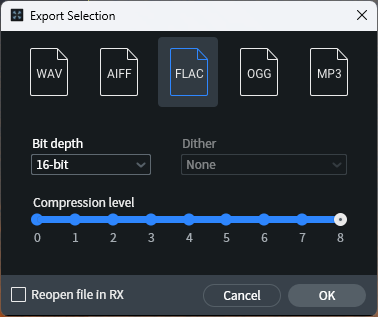 Export Selection
WAV AIFF FLAC OGG MP3
Bit depth Dither
16-bit None
Compression level
0 1 2 3 4 5 6 7 8
Reopen file in RX Cancel OK